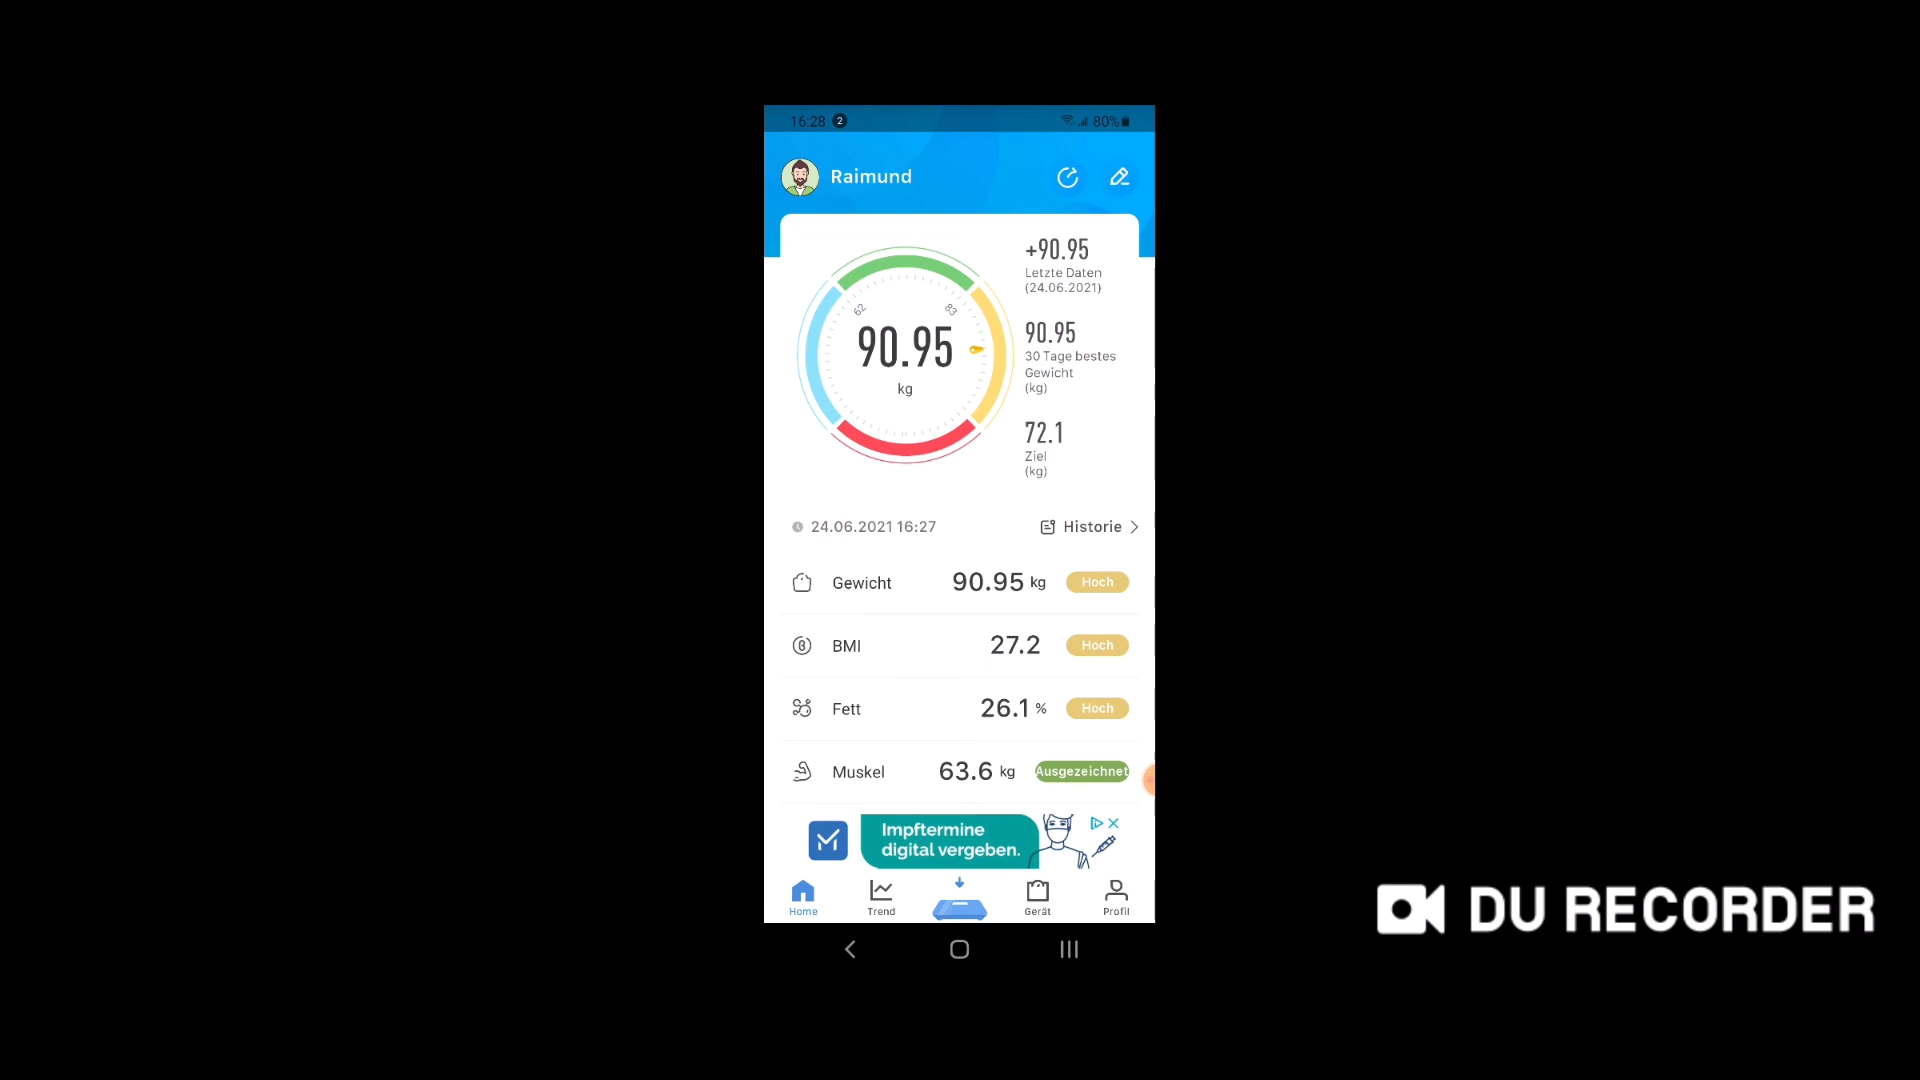 16:28 2 80%
Raimund
+90.95
Letzte Daten
(24.06.2021)
62 83
90.95
kg
90.95
30 Tage bestes
Gewicht
(kg)
72.1
Ziel
(kg)
24.06.2021 16:27 Historie
Gewicht 90.95 kg Hoch
BMI 27.2 Hoch
Fett 26.1 % Hoch
Muskel 63.6 kg Ausgezeichnet
Impftermine
digital vergeben.
Home Trend Gerät Profil
DU RECORDER